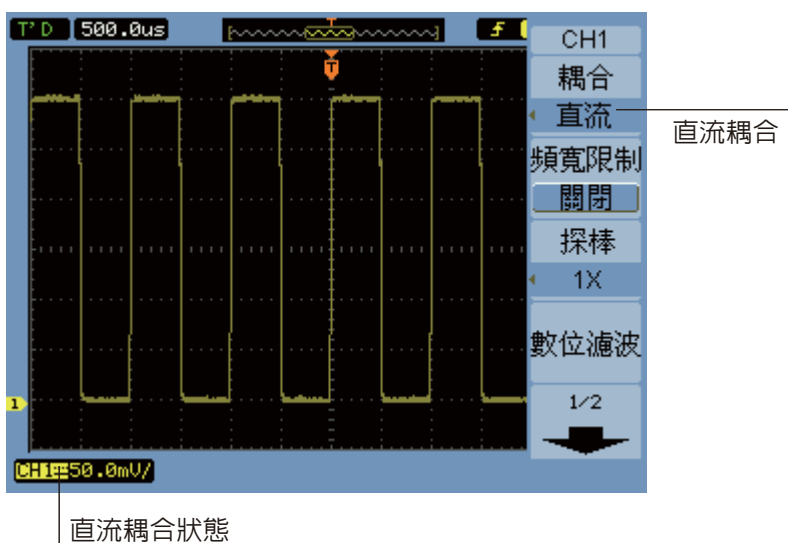 T'D 500.0us T f
CH1
T
耦合
直流
直流耦合
頻寬限制
關閉
探棒
1X
數位濾波
1/2
1
CH1 50.0mV/
直流耦合狀態